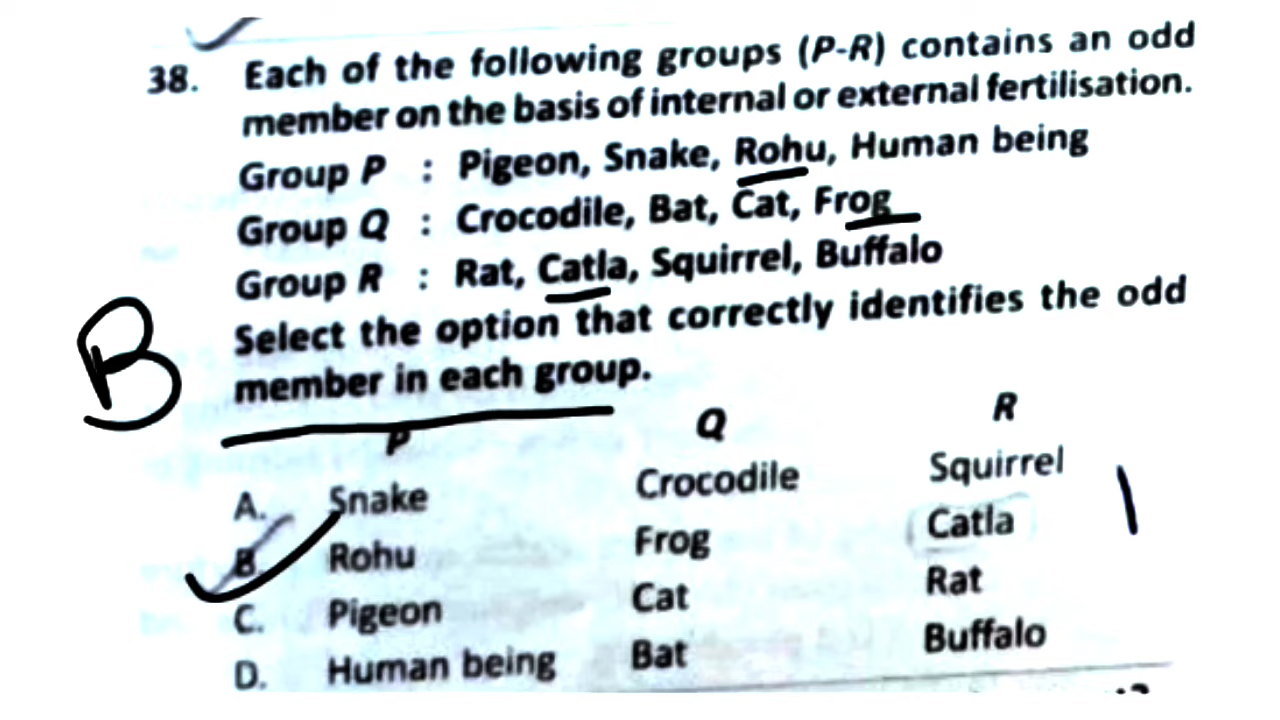 38. Each of the following groups (P-R) contains an odd
member on the basis of internal or external fertilisation.
Group P : Pigeon, Snake, Rohu, Human being
Group Q : Crocodile, Bat, Cat, Frog
Group R : Rat, Catla, Squirrel, Buffalo
Select the option that correctly identifies the odd
member in each group.
B
P Q R
A. Snake Crocodile Squirrel
B. Rohu Frog Catla
C. Pigeon Cat Rat
D. Human being Bat Buffalo